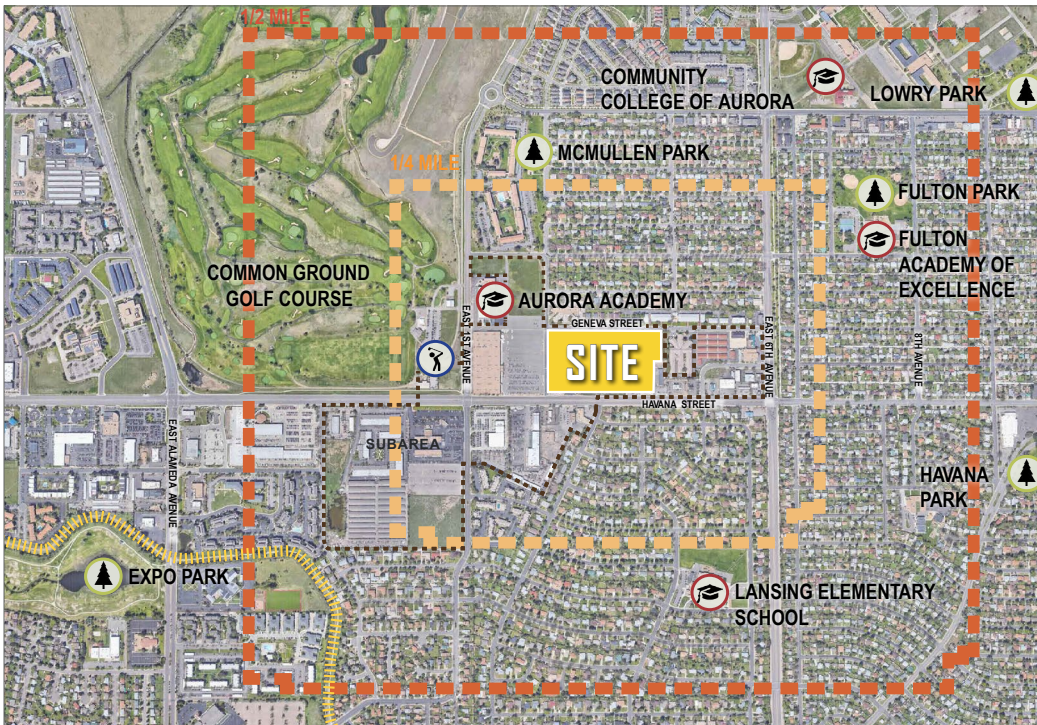 1/2 MILE
COMMUNITY
COLLEGE OF AURORA
LOWRY PARK
MCMULLEN PARK
1/4 MILE
FULTON PARK
FULTON
ACADEMY OF
EXCELLENCE
COMMON GROUND
GOLF COURSE
AURORA ACADEMY
GENEVA STREET
EAST 1ST AVENUE
SITE
EAST 6TH AVENUE
8TH AVENUE
HAVANA STREET
SUBAREA
EAST ALAMEDA AVENUE
HAVANA
PARK
EXPO PARK
LANSING ELEMENTARY
SCHOOL